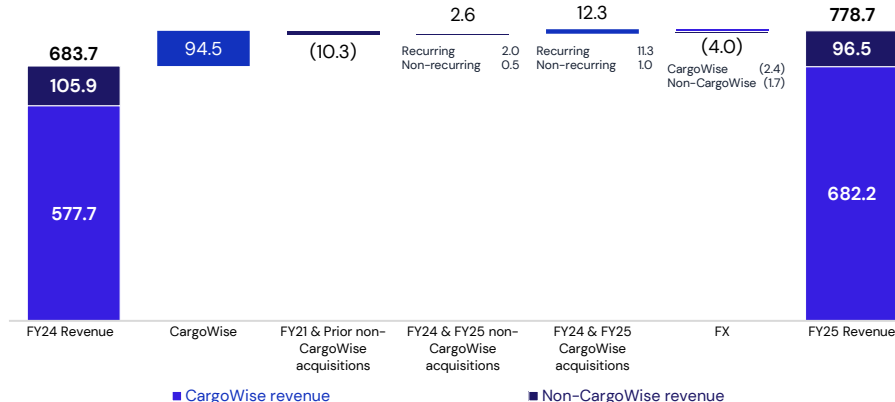 683.7
105.9
577.7
94.5
(10.3)
2.6
Recurring 2.0
Non-recurring 0.5
12.3
Recurring 11.3
Non-recurring 1.0
(4.0)
CargoWise (2.4)
Non-CargoWise (1.7)
778.7
96.5
682.2
FY24 Revenue
CargoWise
FY21 & Prior non-
CargoWise
acquisitions
FY24 & FY25 non-
CargoWise
acquisitions
FY24 & FY25
CargoWise
acquisitions
FX
FY25 Revenue
CargoWise revenue
Non-CargoWise revenue